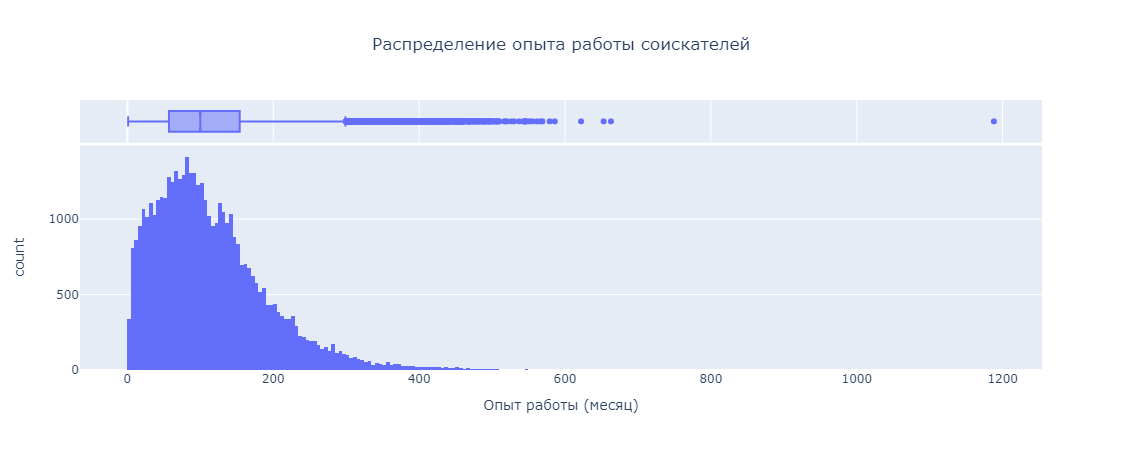 Распределение опыта работы соискателей
1000
500
0
count
0 200 400 600 800 1000 1200
Опыт работы (месяц)